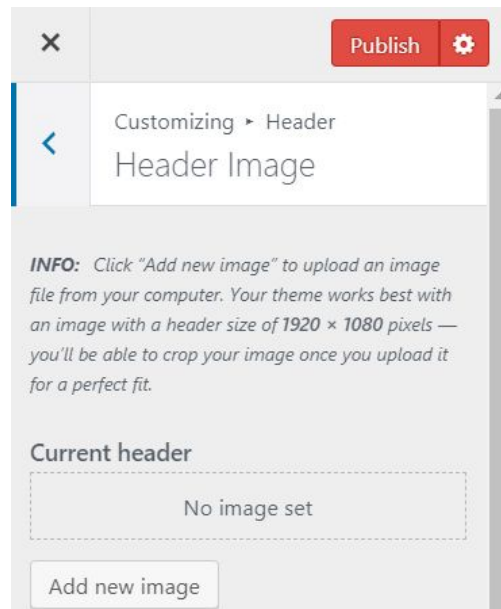 Publish
Customizing ▸ Header
Header Image
INFO: Click “Add new image” to upload an image
file from your computer. Your theme works best with
an image with a header size of 1920 × 1080 pixels —
you’ll be able to crop your image once you upload it
for a perfect fit.
Current header
No image set
Add new image